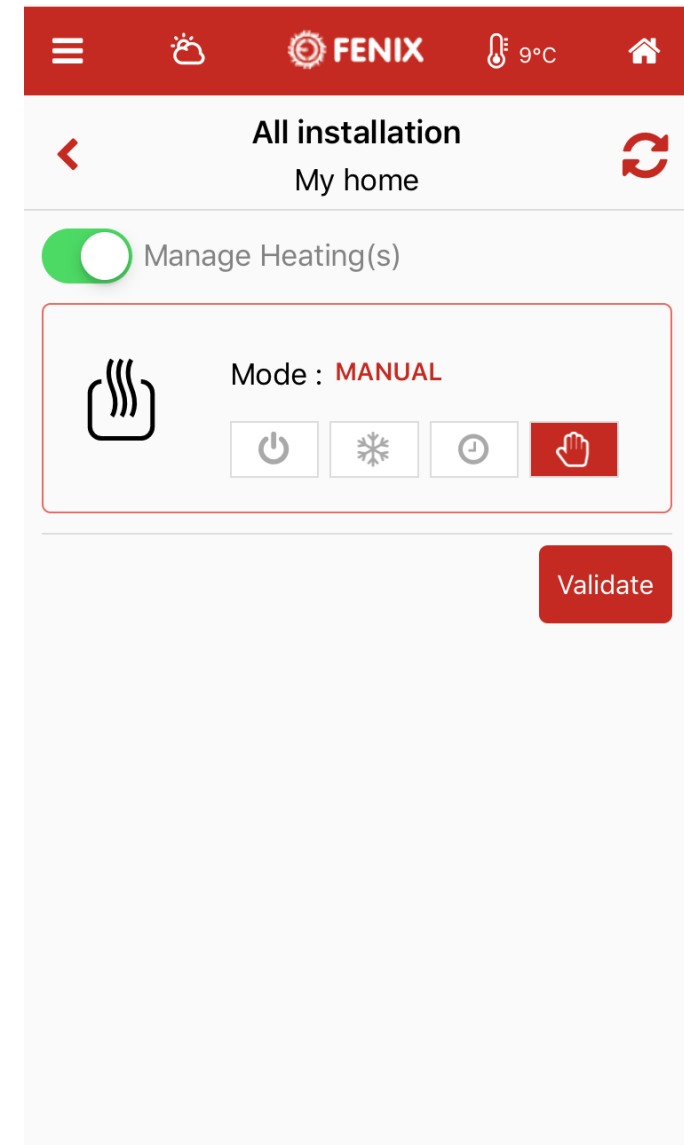 FENIX 9°C
All installation
My home
Manage Heating(s)
Mode : MANUAL
Validate